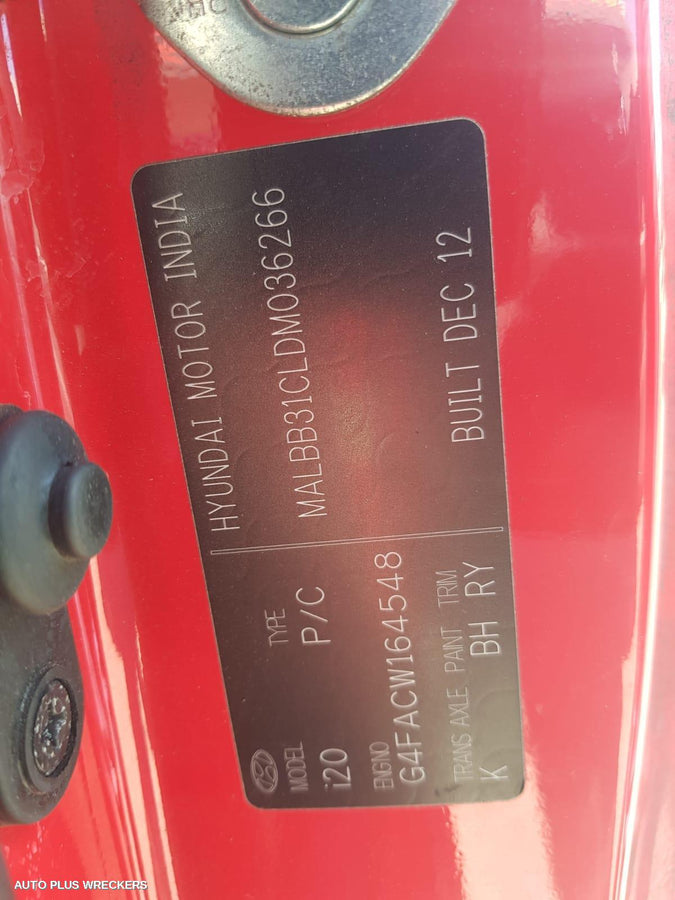 HYUNDAI MOTOR INDIA
MALBB31CLDM036266
BUILT DEC 12
MODEL TYPE
i20 P/C
ENGNO
G4FACW164548
TRANS AXLE PAINT TRIM
K BH RY
AUTO PLUS WRECKERS